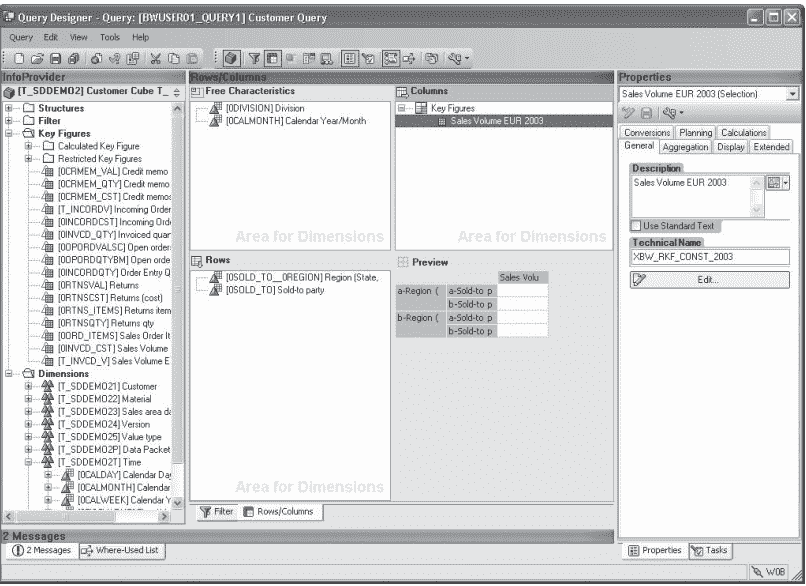 Query Designer - Query: [BWUSER01_QUERY1] Customer Query
Query Edit View Tools Help
InfoProvider
[T_SDDEMO2] Customer Cube T_
Structures
Filter
Key Figures
Calculated Key Figure
Restricted Key Figures
[0CRMEM_VAL] Credit memo
[0CRMEM_QTY] Credit memo
[0CRMEM_CST] Credit memos
[T_INCORDV] Incoming Order
[0INCORDCST] Incoming Orde
[0INVCD_QTY] Invoiced quan
[0OPORDVALSC] Open order
[0OPORDQTYBM] Open orde
[0INCORDQTY] Order Entry Q
[0RTNSVAL] Returns
[0RTNSCST] Returns (cost)
[0RTNS_ITEMS] Returns item
[0RTNSQTY] Returns qty
[0ORD_ITEMS] Sales Order It
[0INVCD_CST] Sales Volume
[T_INVCD_V] Sales Volume E
Dimensions
[T_SDDEMO21] Customer
[T_SDDEMO22] Material
[T_SDDEMO23] Sales area da
[T_SDDEMO24] Version
[T_SDDEMO25] Value type
[T_SDDEMO2P] Data Packet
[T_SDDEMO2T] Time
[0CALDAY] Calendar Day
[0CALMONTH] Calendar
[0CALWEEK] Calendar Y
Rows/Columns
Free Characteristics
[0DIVISION] Division
[0CALMONTH] Calendar Year/Month
Area for Dimensions
Columns
Key Figures
Sales Volume EUR 2003
Area for Dimensions
Rows
[0SOLD_TO__0REGION] Region (State,
[0SOLD_TO] Sold-to party
Area for Dimensions
Preview
Sales Volu
a-Region ( a-Sold-to p
b-Sold-to p
b-Region ( a-Sold-to p
b-Sold-to p
Filter Rows/Columns
Properties
Sales Volume EUR 2003 (Selection)
Conversions Planning Calculations
General Aggregation Display Extended
Description
Sales Volume EUR 2003
Use Standard Text
Technical Name
XBW_RKF_CONST_2003
Edit...
2 Messages
2 Messages Where-Used List
Properties Tasks
W0B